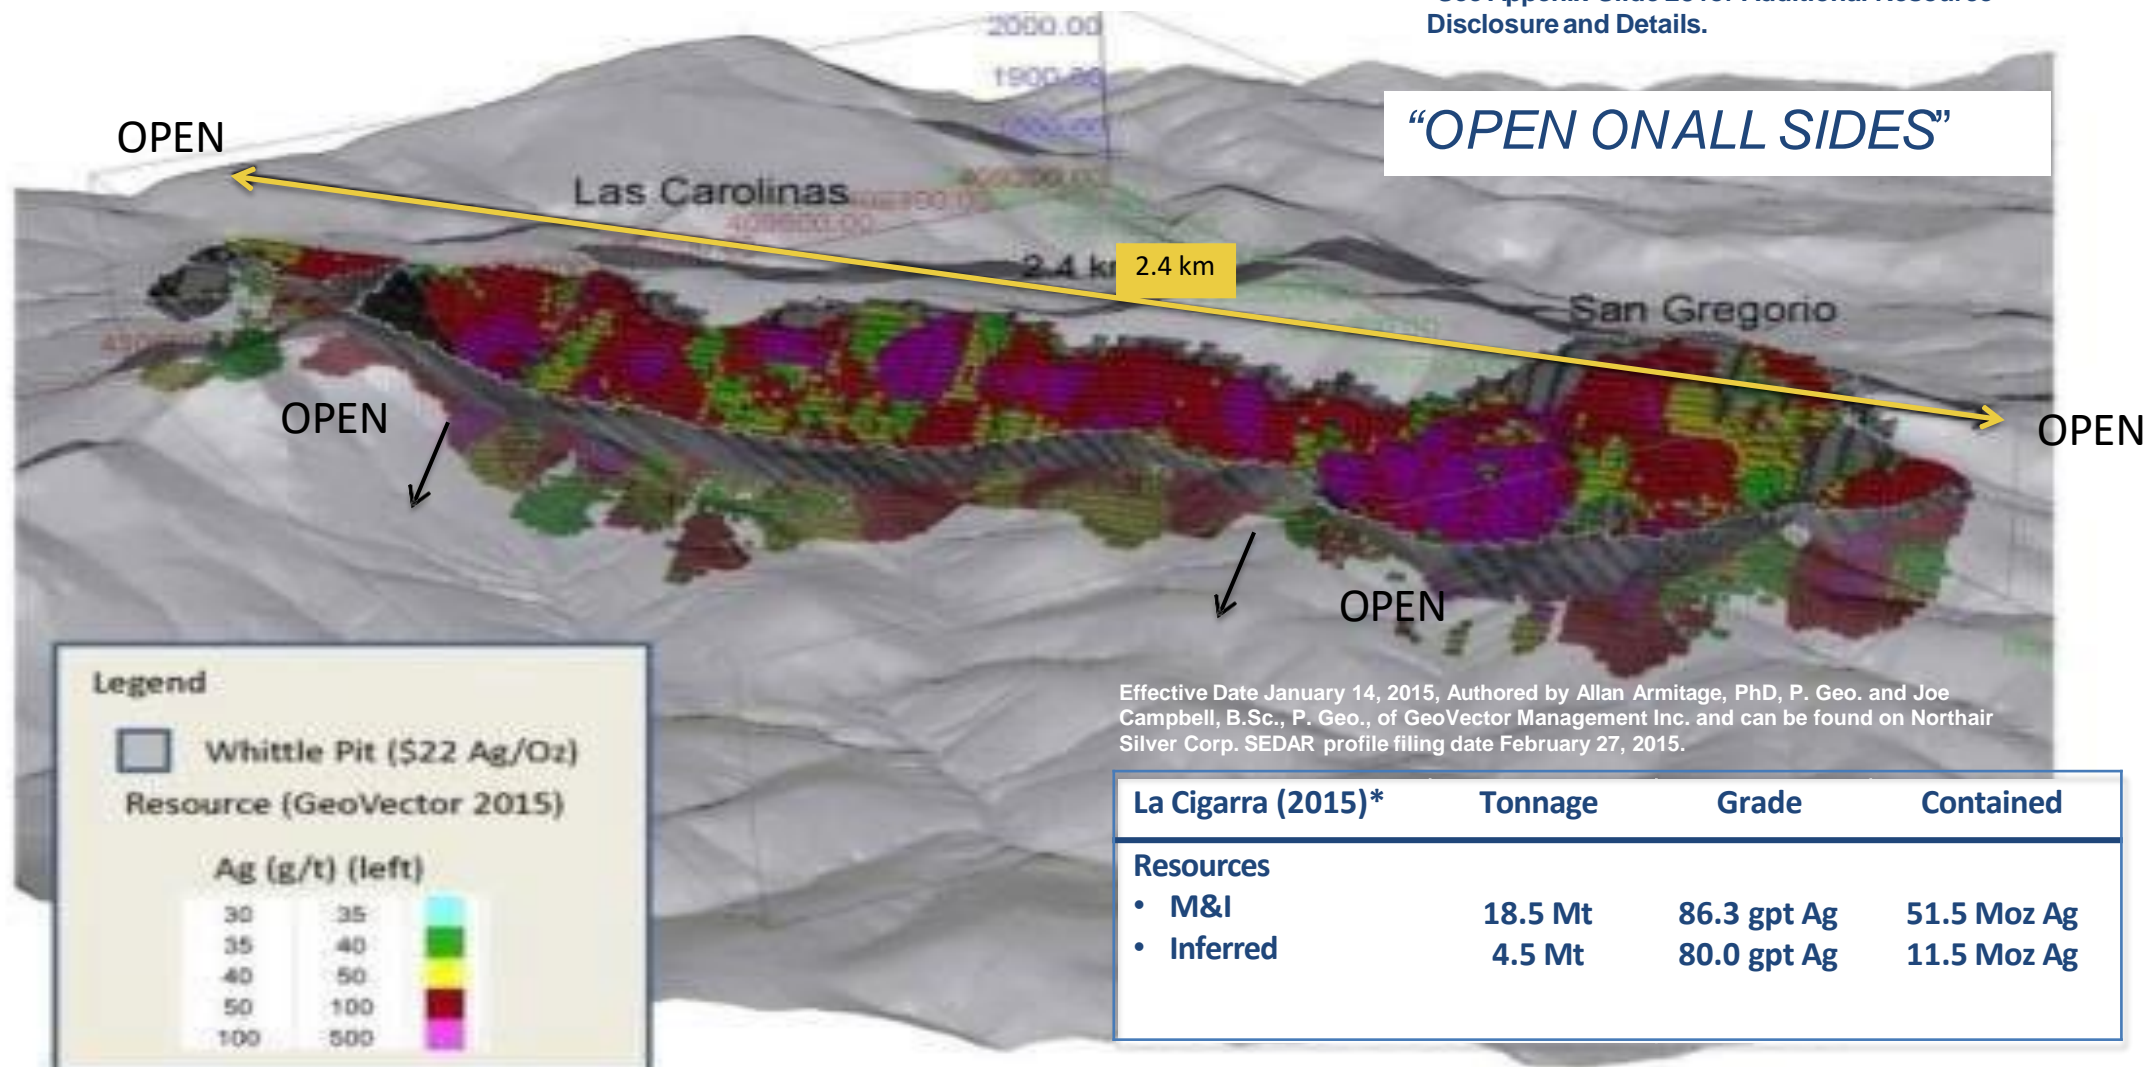 Disclosure and Details.
2000.00
1900.00
"OPEN ON ALL SIDES"
OPEN
Las Carolinas
2.4 km
San Gregorio
OPEN
OPEN
OPEN
Effective Date January 14, 2015, Authored by Allan Armitage, PhD, P. Geo. and Joe
Campbell, B.Sc., P. Geo., of GeoVector Management Inc. and can be found on Northair
Silver Corp. SEDAR profile filing date February 27, 2015.
Legend
Whittle Pit ($22 Ag/Oz)
Resource (GeoVector 2015)
Ag (g/t) (left)
30 35
35 40
40 50
50 100
100 500
La Cigarra (2015)* Tonnage Grade Contained
Resources
• M&I 18.5 Mt 86.3 gpt Ag 51.5 Moz Ag
• Inferred 4.5 Mt 80.0 gpt Ag 11.5 Moz Ag